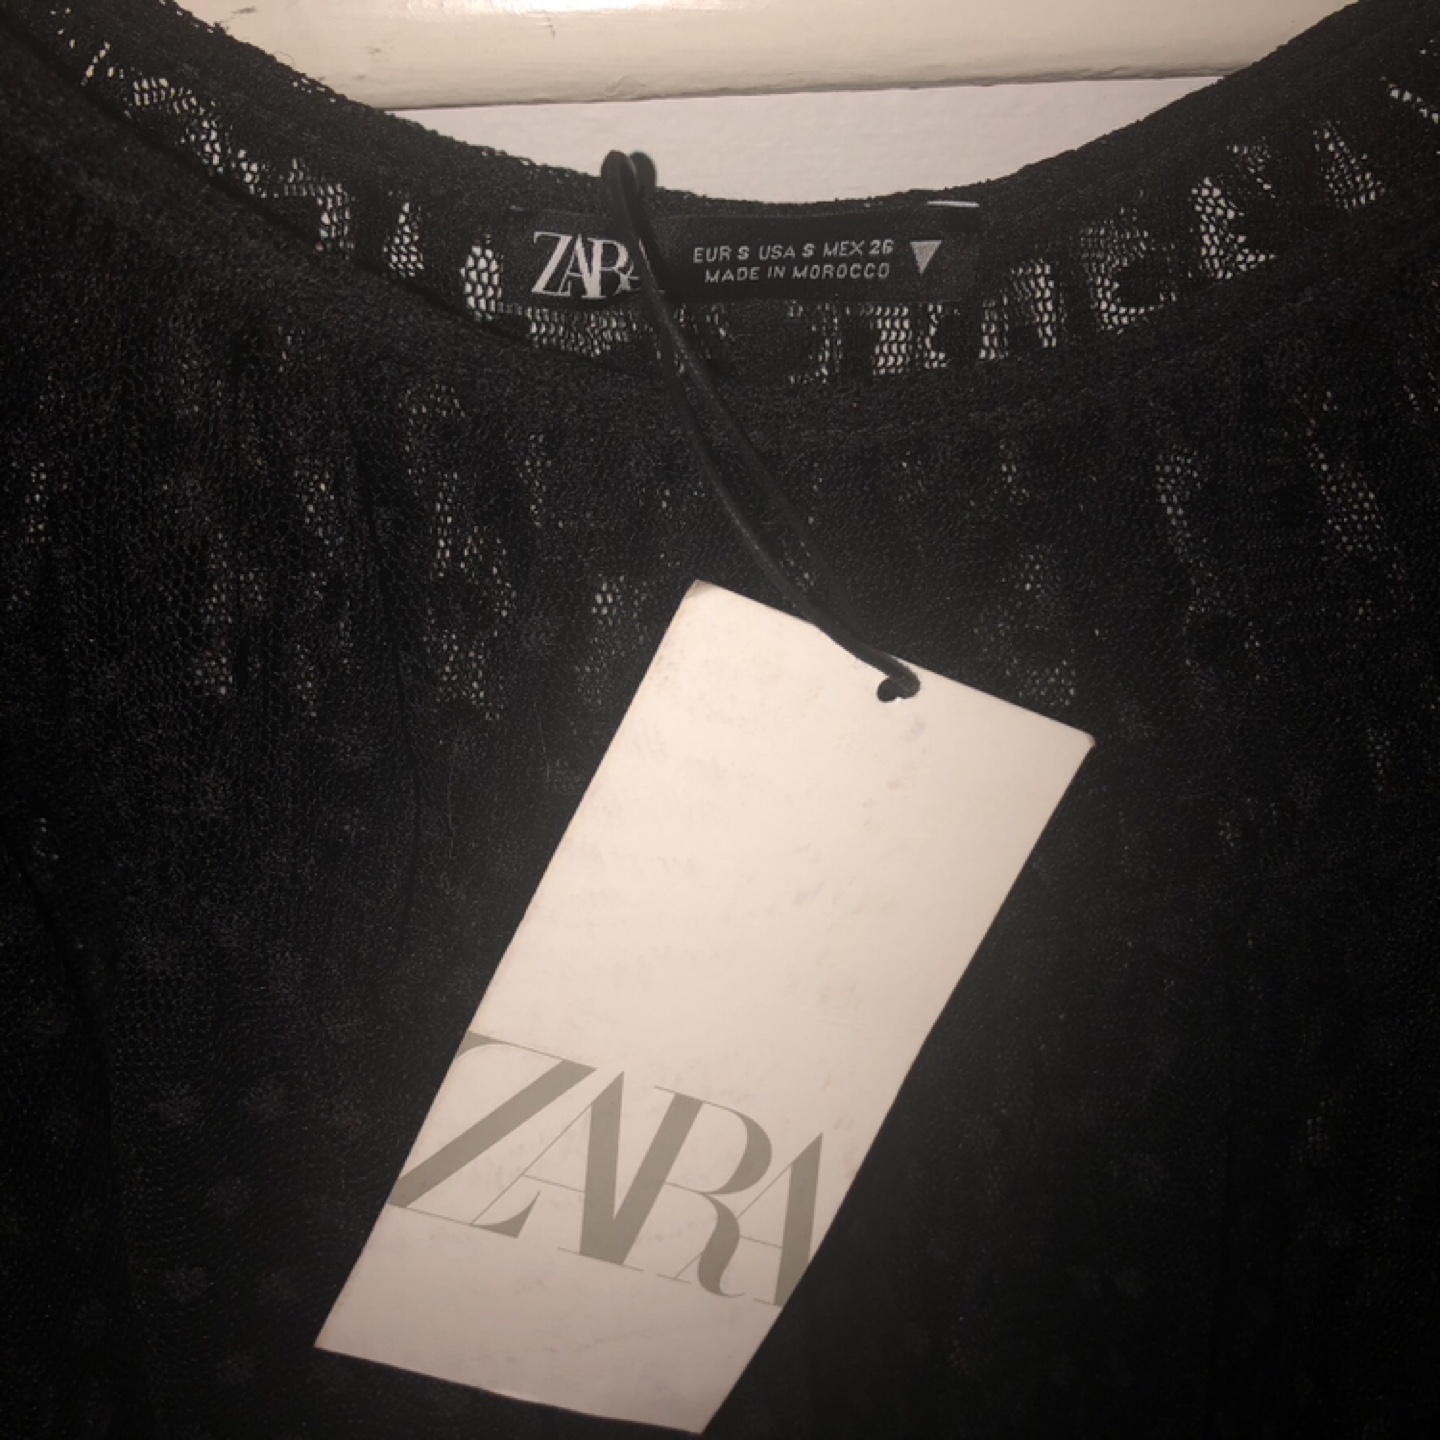 ZARA
EUR S USA S MEX 26
MADE IN MOROCCO
ZARA